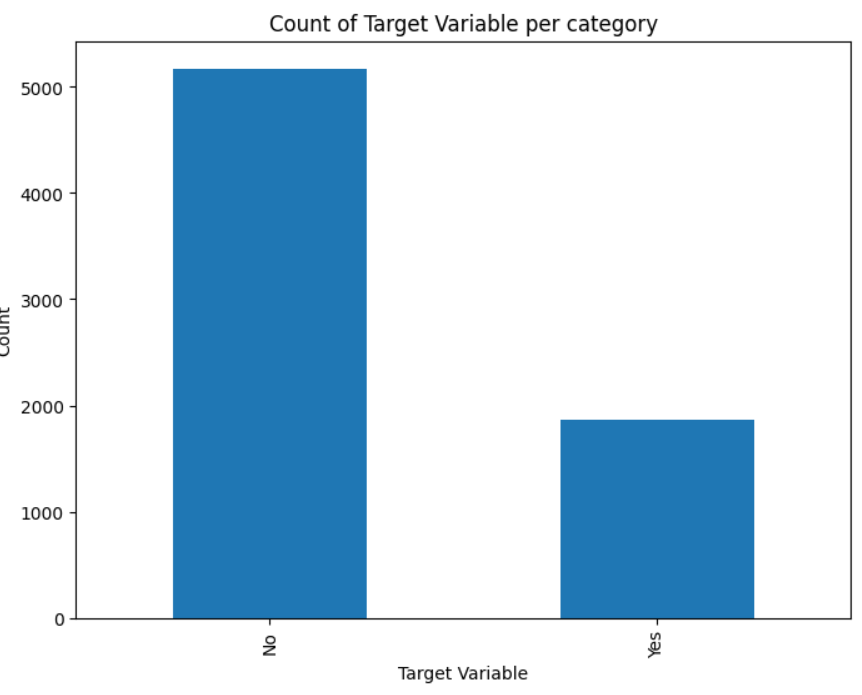 Count of Target Variable per category
5000
4000
3000
2000
1000
0
Count
No
Yes
Target Variable